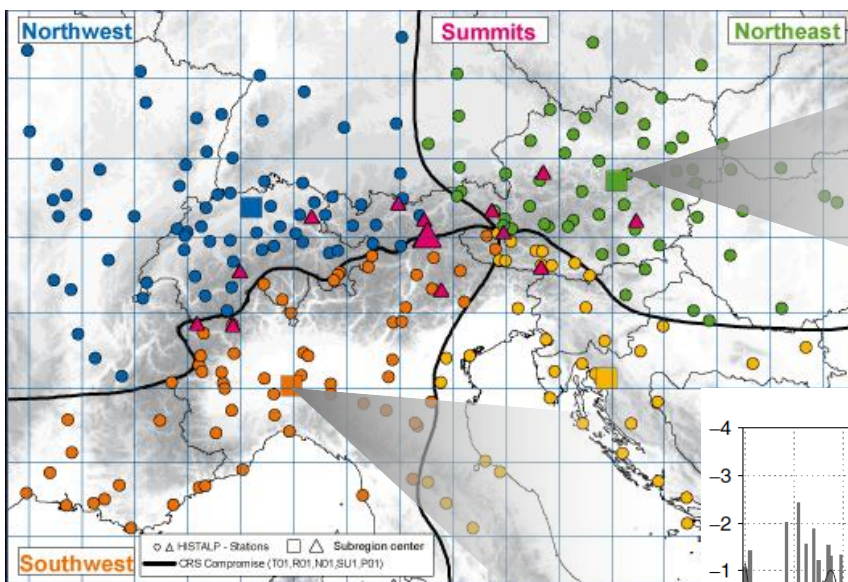 Northwest
Summits
Northeast
−4
−3
−2
−1
Southwest
HISTALP - Stations
Subregion center
CRS Compromise (T01,R01,N01,SU1,P01)